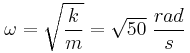 ω = √(k/m) = √50 rad/s